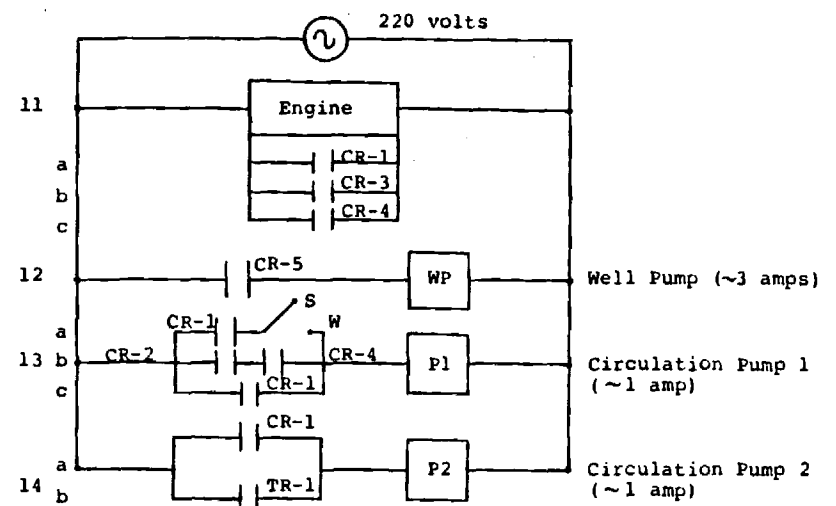 220 volts
11 Engine
a CR-1
b CR-3
c CR-4
12 CR-5 WP Well Pump (~3 amps)
S
a CR-1 W
13 b CR-2 CR-4 P1 Circulation Pump 1
c CR-1 (~1 amp)
CR-1
a P2 Circulation Pump 2
14 b TR-1 (~1 amp)